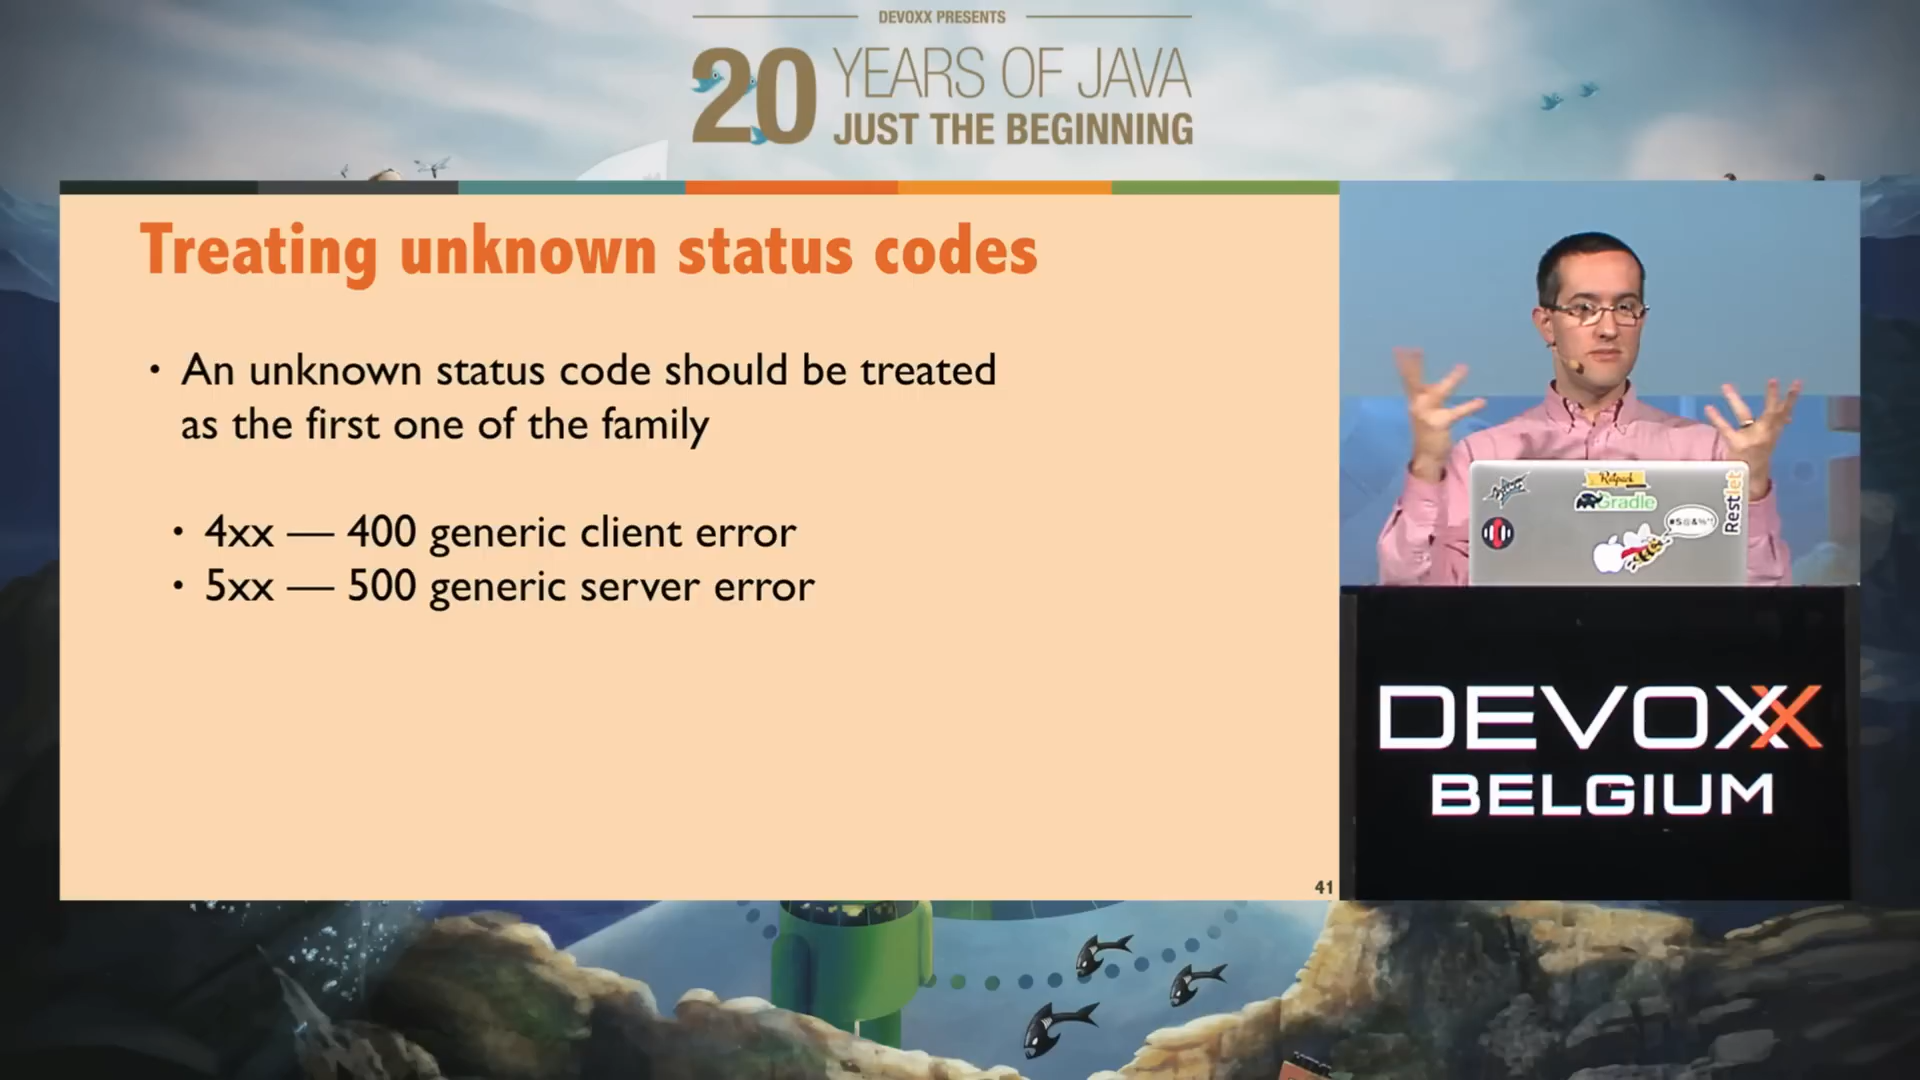 DEVOXX PRESENTS
20 YEARS OF JAVA
JUST THE BEGINNING
Treating unknown status codes
• An unknown status code should be treated
as the first one of the family
• 4xx — 400 generic client error
• 5xx — 500 generic server error
41
Ratpack
Gradle
#$@&%*!
Restlet
DEVOXX
BELGIUM